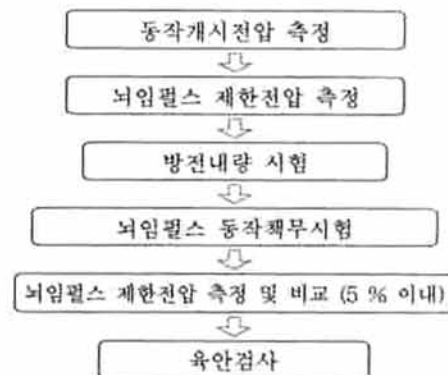 동작개시전압 측정
뇌임펄스 제한전압 측정
방전내량 시험
뇌임펄스 동작책무시험
뇌임펄스 제한전압 측정 및 비교 (5 % 이내)
육안검사